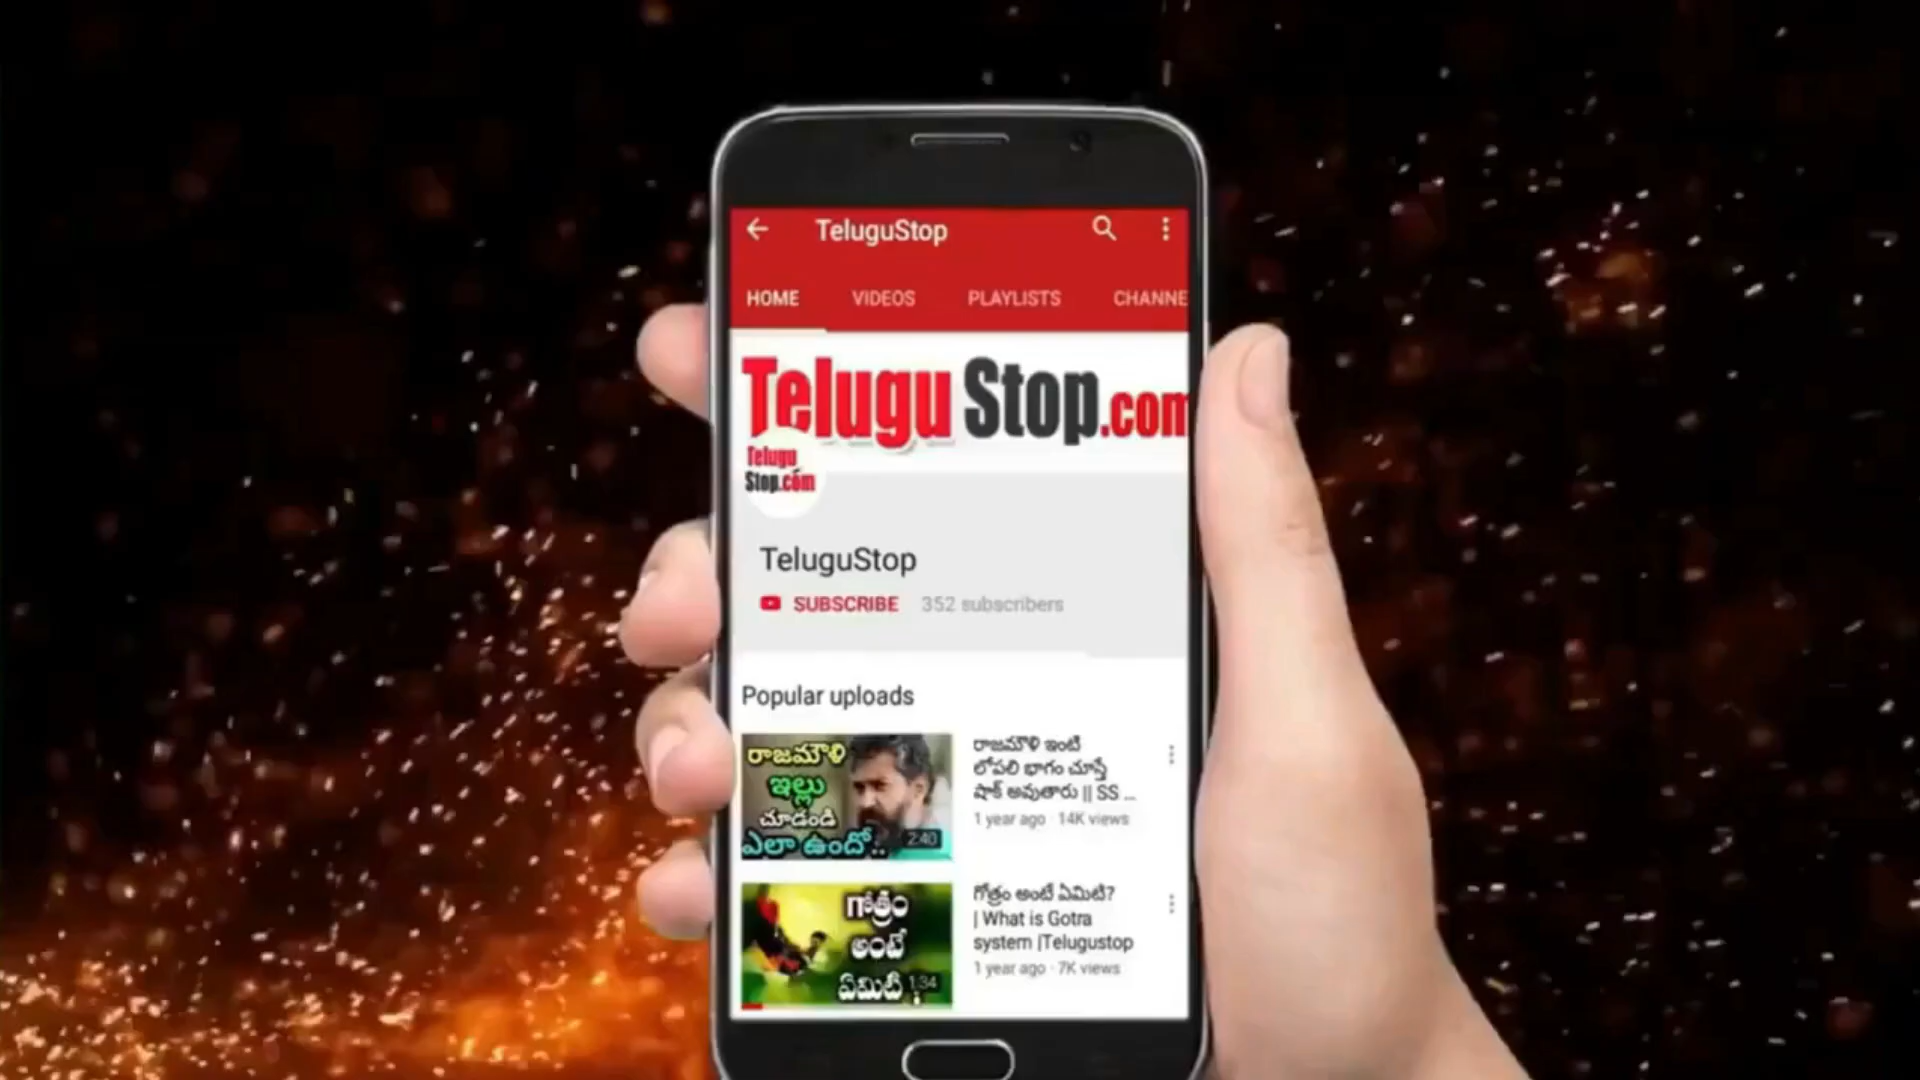 TeluguStop
HOME VIDEOS PLAYLISTS CHANNE
Telugu Stop.com
Telugu
Stop.com
TeluguStop
SUBSCRIBE 352 subscribers
Popular uploads
రాజమౌళి
ఇల్లు
చూడండి
ఎలా ఉందో..
2:40
రాజమౌళి ఇంటి
లోపలి భాగం చూస్తే
షాక్ అవుతారు || SS ...
1 year ago · 14K views
గోత్రం
అంటే
ఏమిటి ?
1:34
గోత్రం అంటే ఏమిటి?
| What is Gotra
system |Telugustop
1 year ago · 7K views